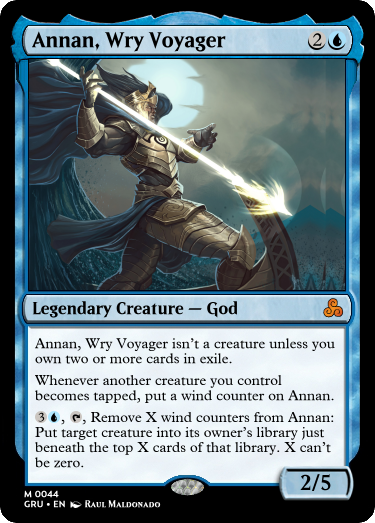 Annan, Wry Voyager 2
Legendary Creature — God
Annan, Wry Voyager isn't a creature unless you
own two or more cards in exile.
Whenever another creature you control
becomes tapped, put a wind counter on Annan.
3, , Remove X wind counters from Annan:
Put target creature into its owner's library just
beneath the top X cards of that library. X can't
be zero.
2/5
M 0044
GRU • EN Raul Maldonado